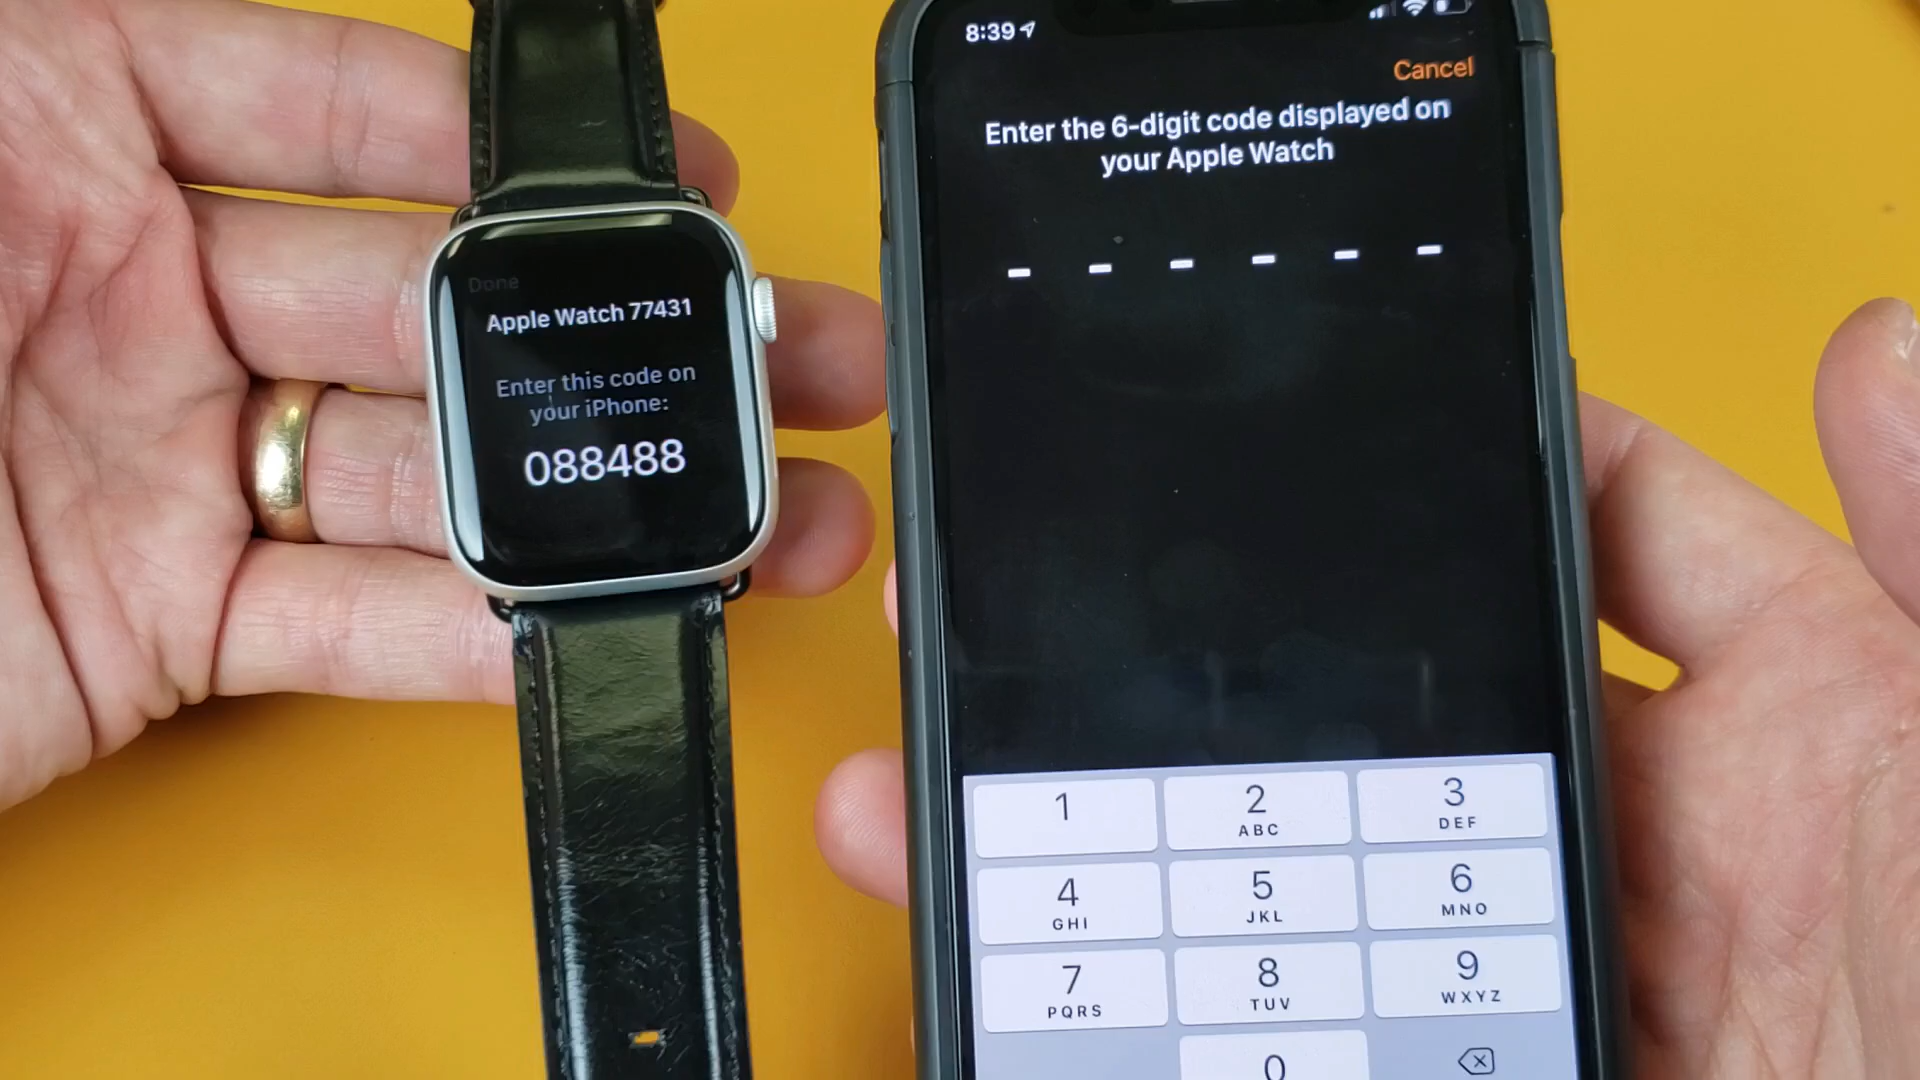 Done
Apple Watch 77431
Enter this code on
your iPhone:
088488
8:39
Cancel
Enter the 6-digit code displayed on
your Apple Watch
1
2
ABC
3
DEF
4
GHI
5
JKL
6
MNO
7
PQRS
8
TUV
9
WXYZ
0